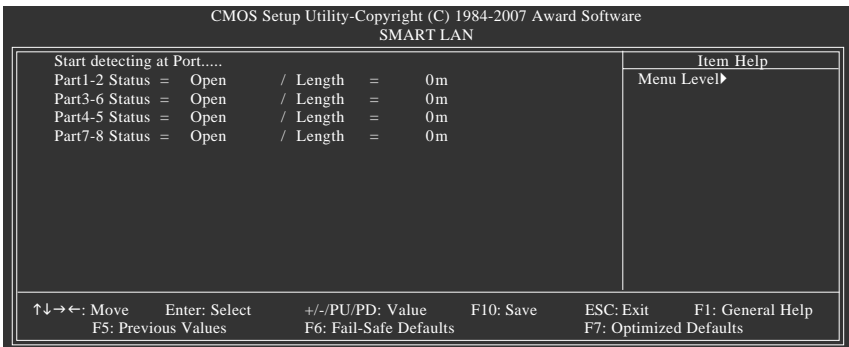 CMOS Setup Utility-Copyright (C) 1984-2007 Award Software
SMART LAN
Start detecting at Port.....
Part1-2 Status = Open / Length = 0m
Part3-6 Status = Open / Length = 0m
Part4-5 Status = Open / Length = 0m
Part7-8 Status = Open / Length = 0m
Item Help
Menu Level▶
↑↓→←: Move Enter: Select +/-/PU/PD: Value F10: Save ESC: Exit F1: General Help
F5: Previous Values F6: Fail-Safe Defaults F7: Optimized Defaults